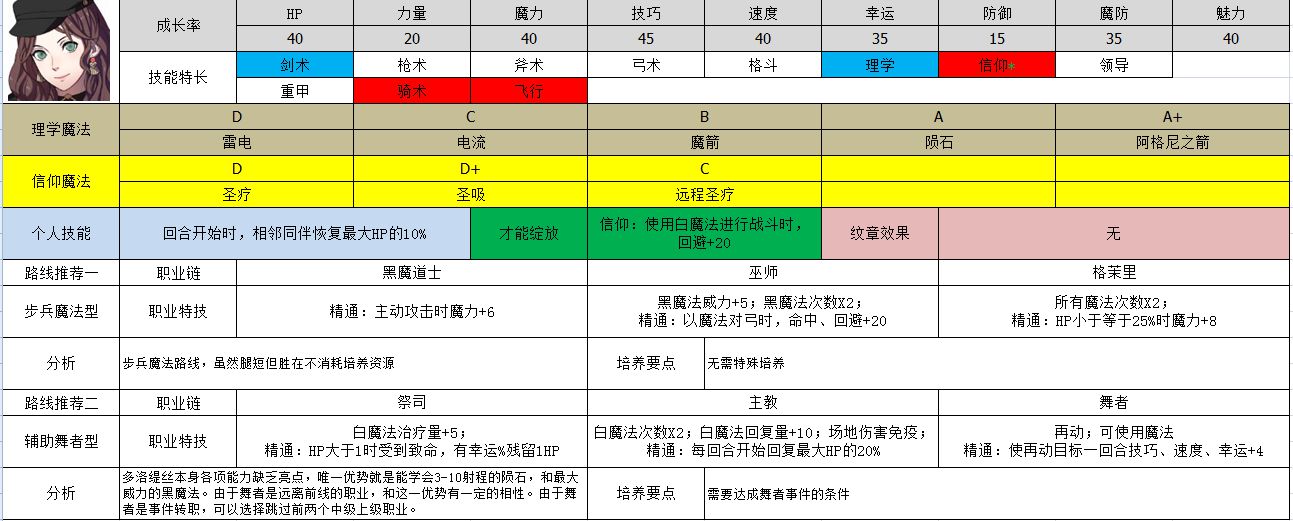 成长率 HP 力量 魔力 技巧 速度 幸运 防御 魔防 魅力
40 20 40 45 40 35 15 35 40
技能特长 剑术 枪术 斧术 弓术 格斗 理学 信仰* 领导
重甲 骑术 飞行
理学魔法 D C B A A+
雷电 电流 魔箭 陨石 阿格尼之箭
信仰魔法 D D+ C
圣疗 圣吸 远程圣疗
个人技能 回合开始时，相邻同伴恢复最大HP的10% 才能绽放 信仰：使用白魔法进行战斗时，
回避+20 纹章效果 无
路线推荐一 职业链 黑魔道士 巫师 格茉里
步兵魔法型 职业特技 精通：主动攻击时魔力+6
黑魔法威力+5；黑魔法次数X2；
精通：以魔法对弓时，命中、回避+20
所有魔法次数X2；
精通：HP小于等于25%时魔力+8
分析 步兵魔法路线，虽然腿短但胜在不消耗培养资源 培养要点 无需特殊培养
路线推荐二 职业链 祭司 主教 舞者
辅助舞者型 职业特技
白魔法治疗量+5；
精通：HP大于1时受到致命，有幸运%残留1HP
白魔法次数X2；白魔法回复量+10；场地伤害免疫；
精通：每回合开始回复最大HP的20%
再动；可使用魔法
精通：使再动目标一回合技巧、速度、幸运+4
分析
多洛缇丝本身各项能力缺乏亮点，唯一优势就是能学会3-10射程的陨石，和最大
威力的黑魔法。由于舞者是远离前线的职业，和这一优势有一定的相性。由于舞
者是事件转职，可以选择跳过前两个中级上级职业。
培养要点 需要达成舞者事件的条件